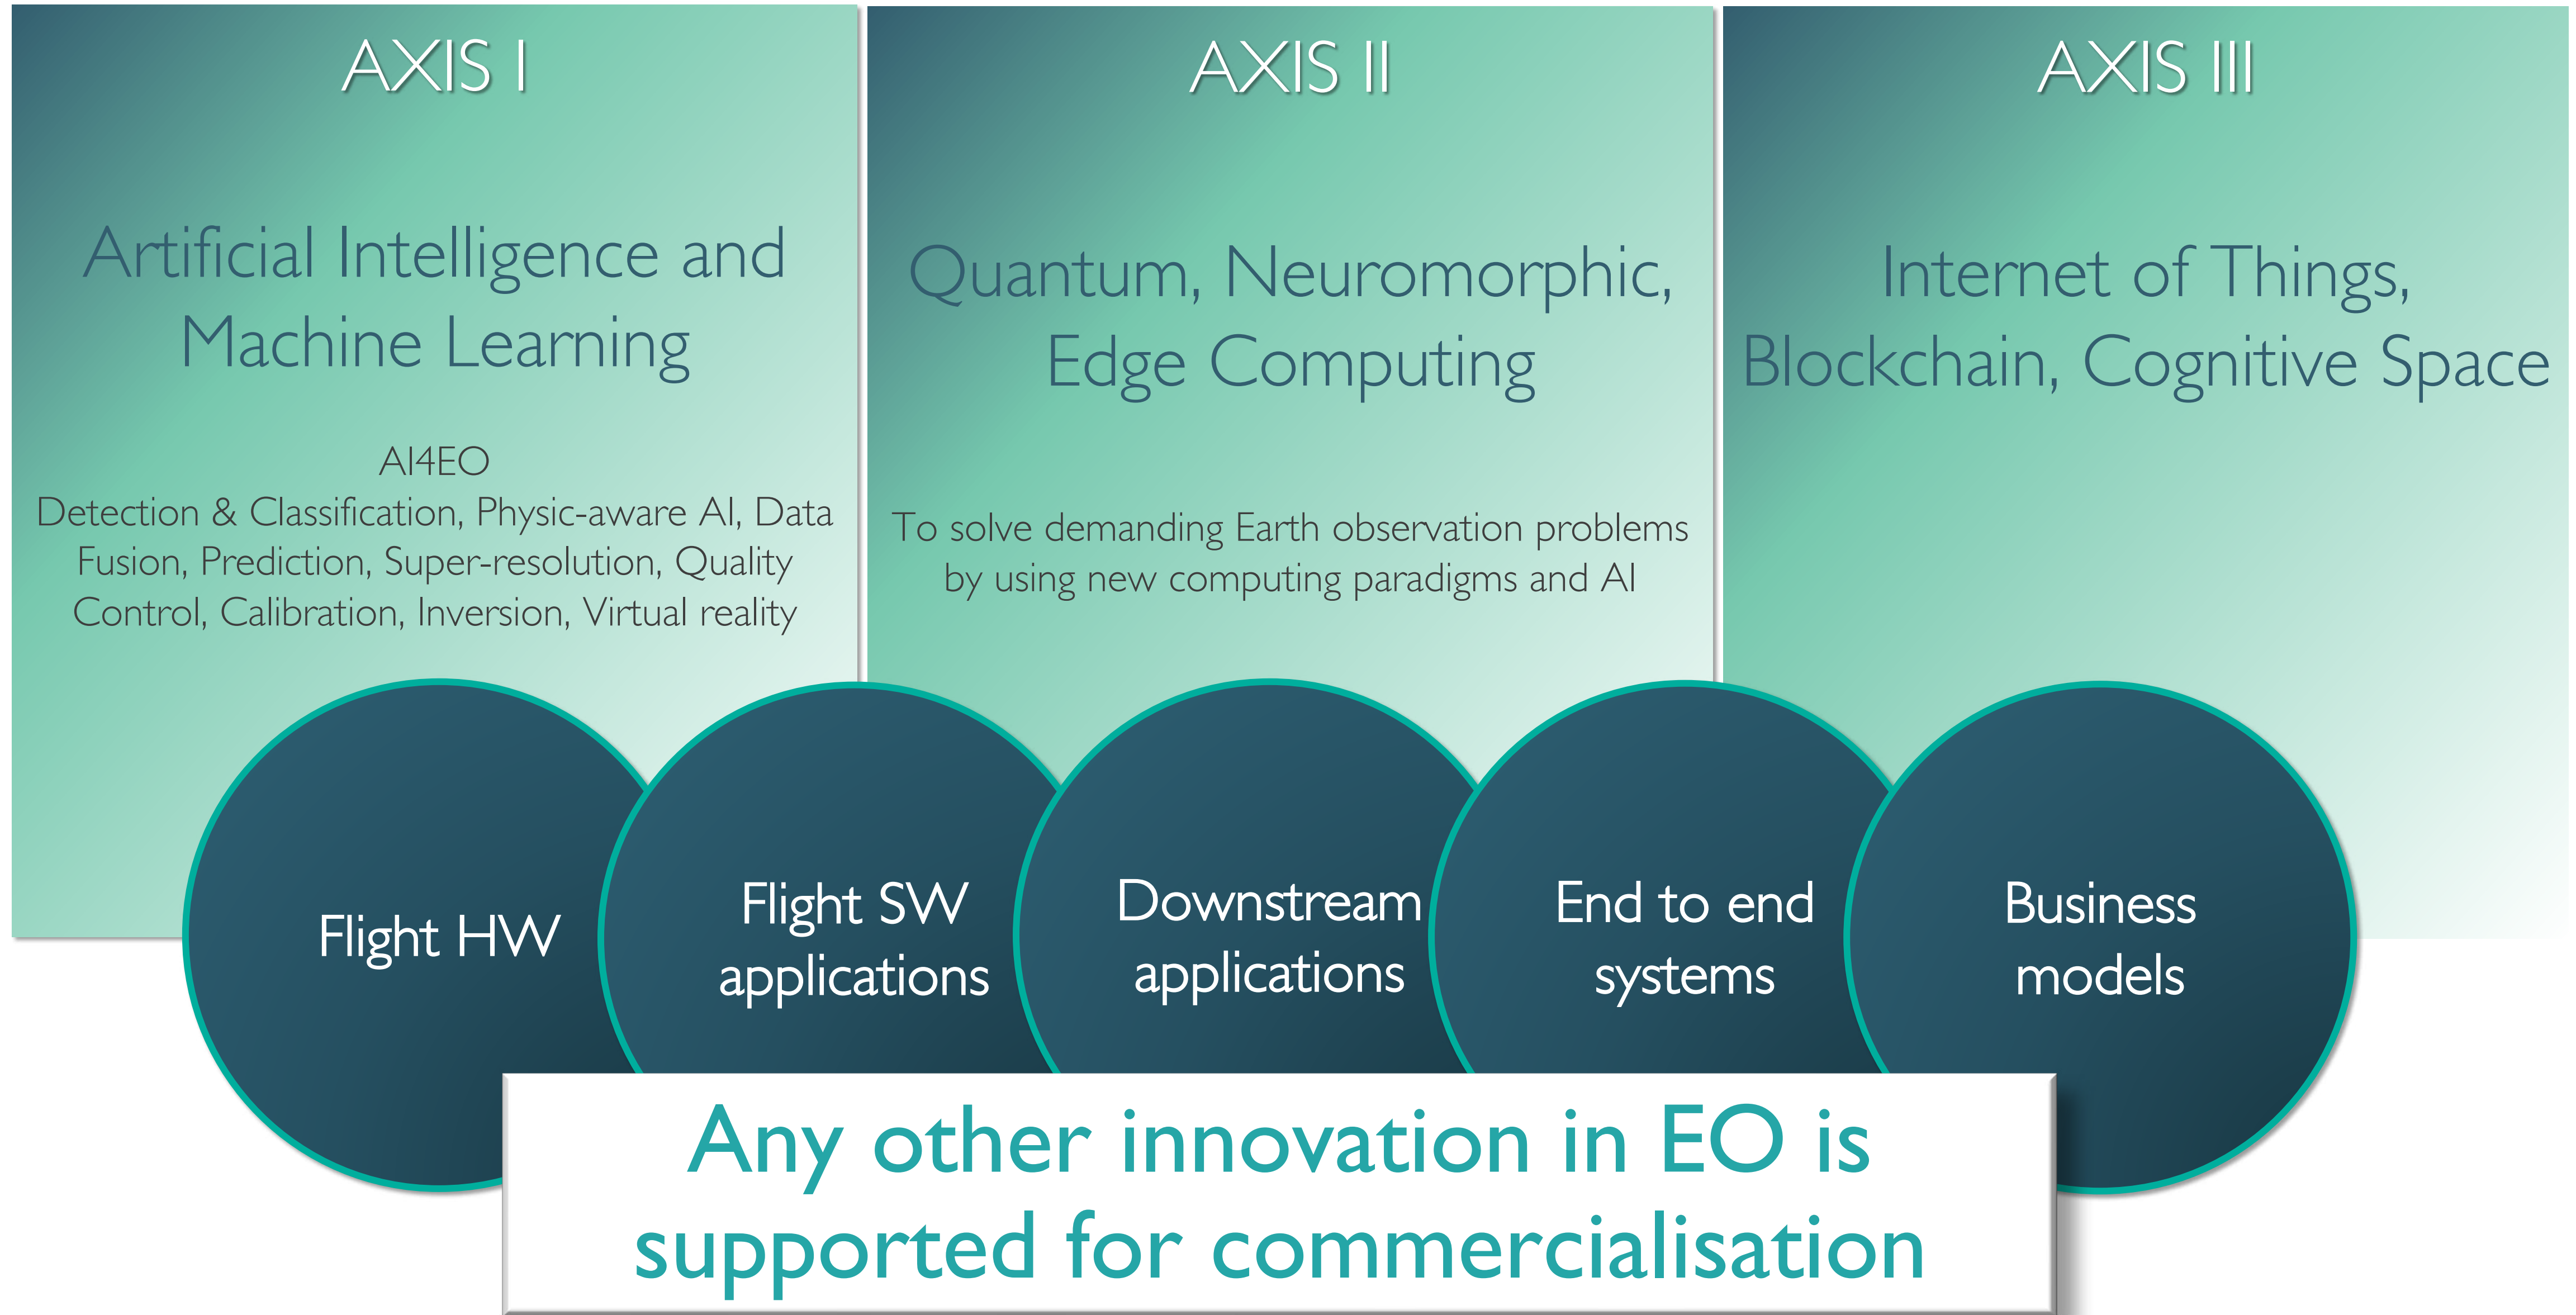 AXIS I
Artificial Intelligence and
Machine Learning
AI4EO
Detection & Classification, Physic-aware AI, Data
Fusion, Prediction, Super-resolution, Quality
Control, Calibration, Inversion, Virtual reality
AXIS II
Quantum, Neuromorphic,
Edge Computing
To solve demanding Earth observation problems
by using new computing paradigms and AI
AXIS III
Internet of Things,
Blockchain, Cognitive Space
Flight HW
Flight SW
applications
Downstream
applications
End to end
systems
Business
models
Any other innovation in EO is
supported for commercialisation